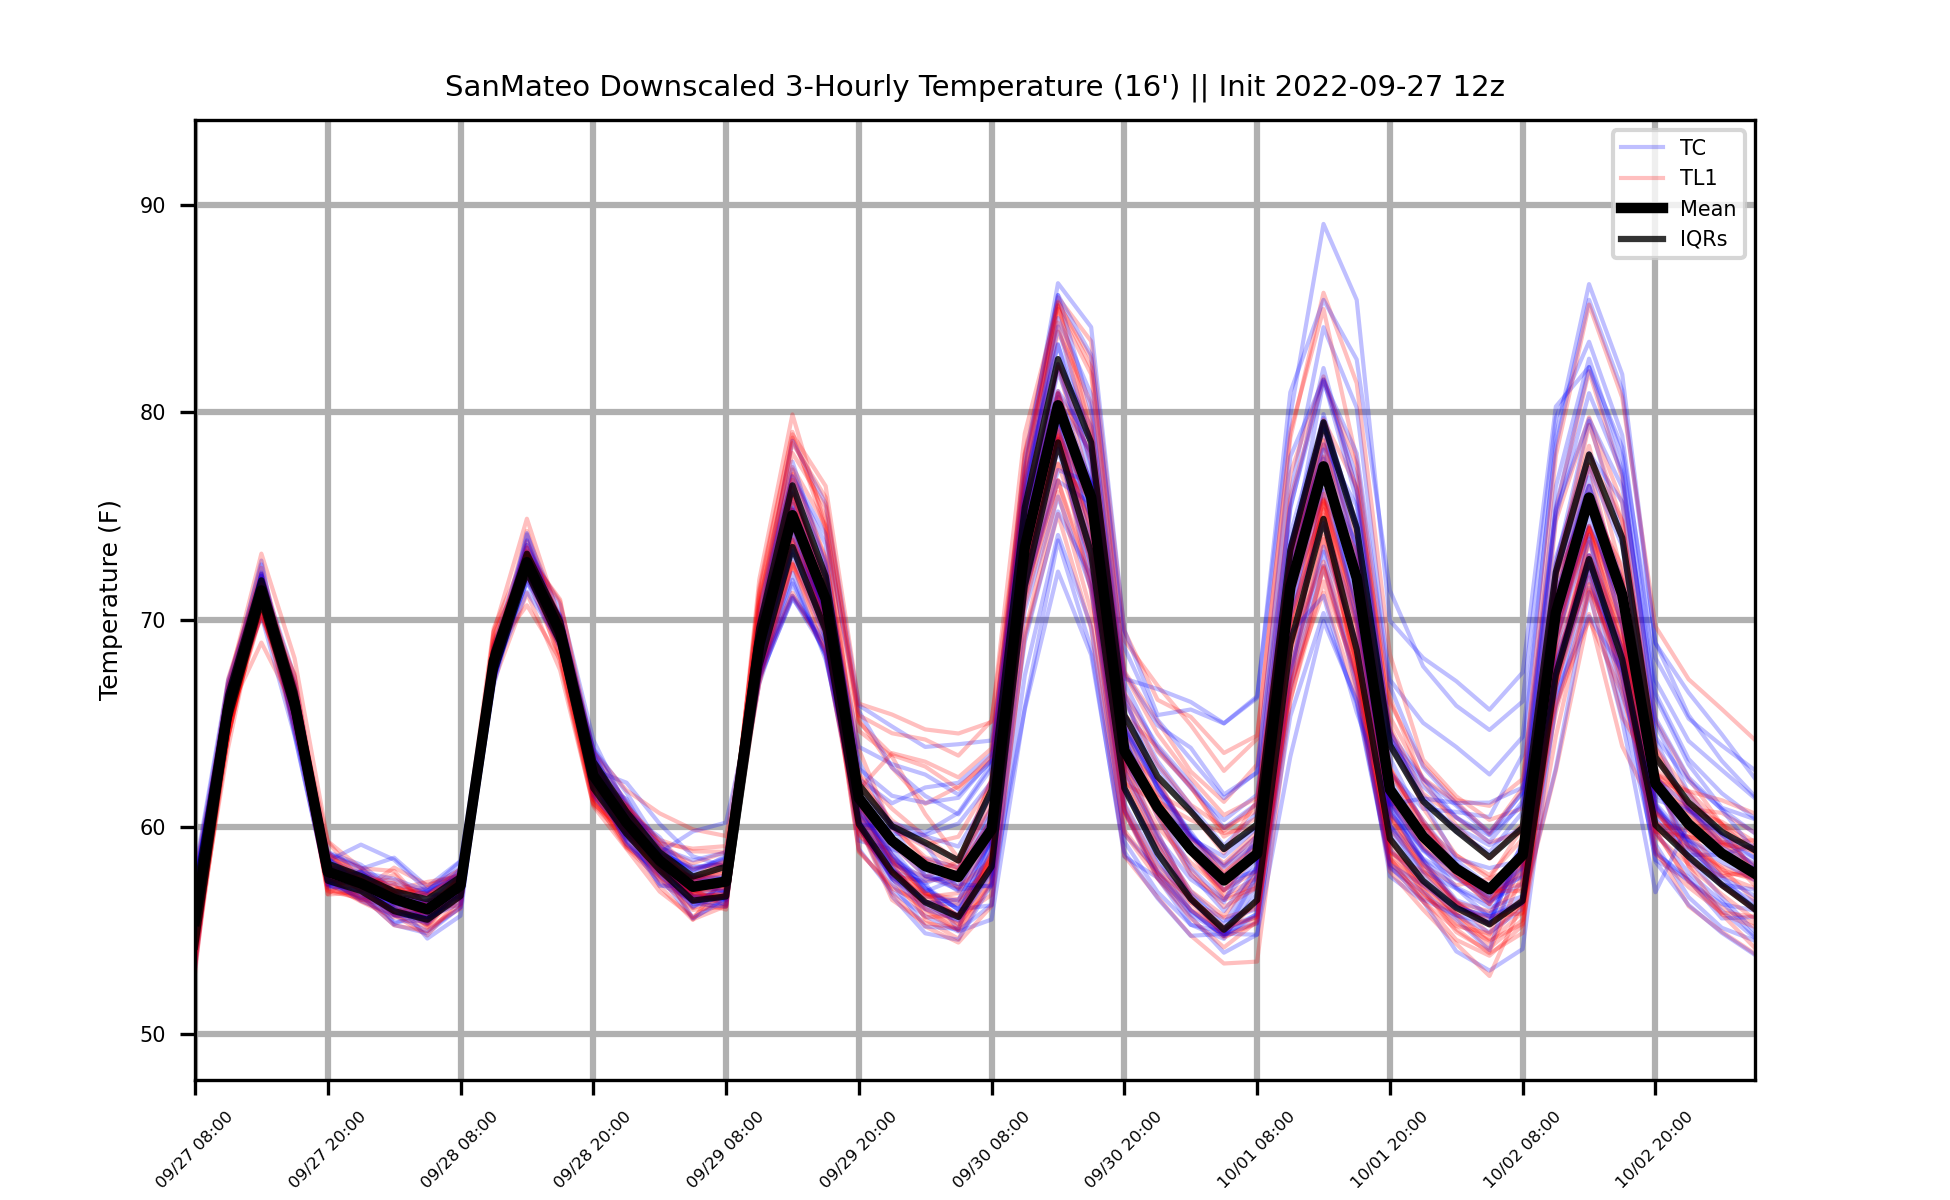 SanMateo Downscaled 3-Hourly Temperature (16') || Init 2022-09-27 12z
TC
TL1
Mean
IQRs
Temperature (F)
90
80
70
60
50
09/27 08:00
09/27 20:00
09/28 08:00
09/28 20:00
09/29 08:00
09/29 20:00
09/30 08:00
09/30 20:00
10/01 08:00
10/01 20:00
10/02 08:00
10/02 20:00